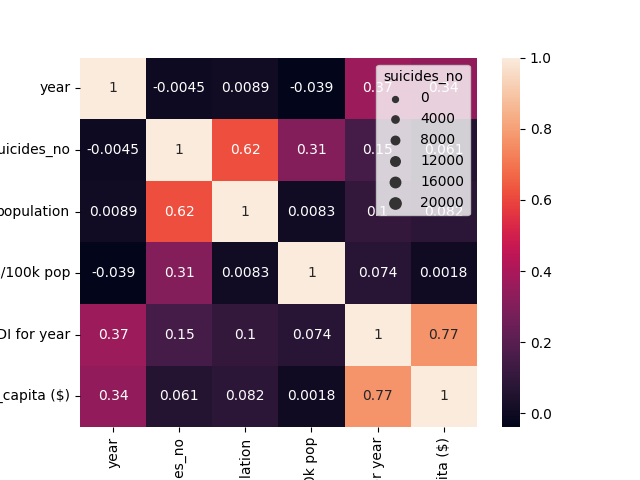 suicides_no
0
4000
8000
12000
16000
20000
year 1 -0.0045 0.0089 -0.039 0.37 0.34
uicides_no -0.0045 1 0.62 0.31 0.15 0.061
opulation 0.0089 0.62 1 0.0083 0.1 0.082
/100k pop -0.039 0.31 0.0083 1 0.074 0.0018
DI for year 0.37 0.15 0.1 0.074 1 0.77
_capita ($) 0.34 0.061 0.082 0.0018 0.77 1
year
es_no
lation
0k pop
r year
ita ($)
1.0
0.8
0.6
0.4
0.2
0.0